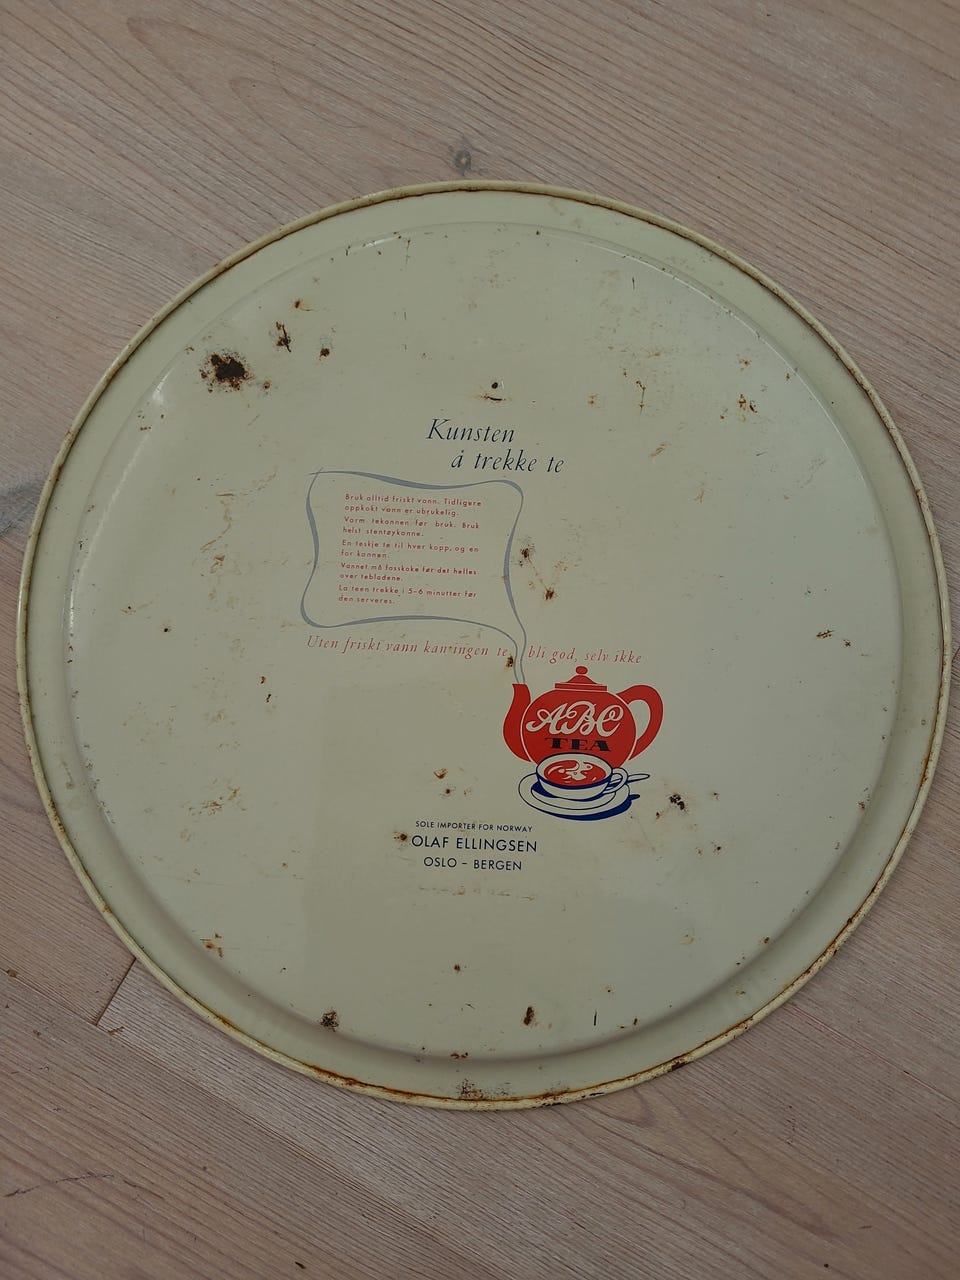 Kunsten
å trekke te
Bruk alltid friskt vann. Tidligere
oppkokt vann er ubrukelig.
Varm tekannen før bruk. Bruk
helst stentøykanne.
En teskje te til hver kopp, og en
for kannen.
Vannet må fosskoke før det helles
over tebladene.
La teen trekke i 5–6 minutter før
den serveres.
Uten friskt vann kan ingen te bli god, selv ikke
ABC
TEA
SOLE IMPORTER FOR NORWAY
OLAF ELLINGSEN
OSLO – BERGEN